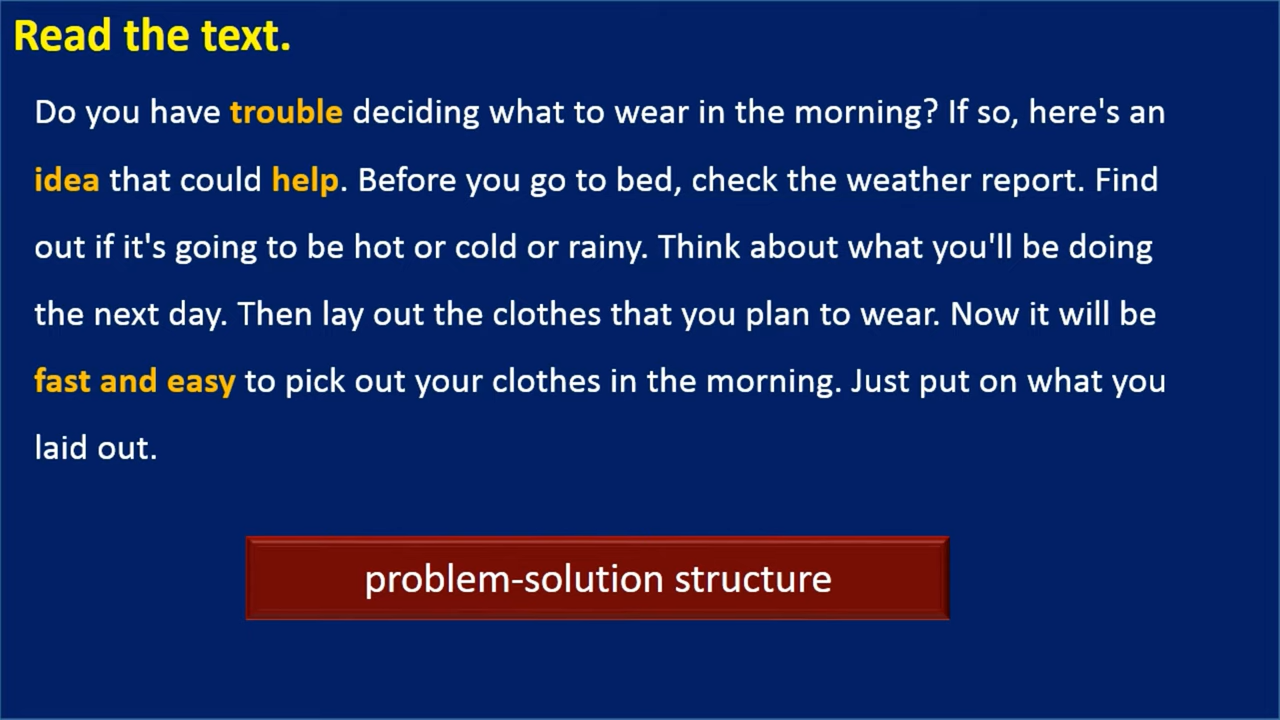 Read the text.
Do you have trouble deciding what to wear in the morning? If so, here's an
idea that could help. Before you go to bed, check the weather report. Find
out if it's going to be hot or cold or rainy. Think about what you'll be doing
the next day. Then lay out the clothes that you plan to wear. Now it will be
fast and easy to pick out your clothes in the morning. Just put on what you
laid out.
problem-solution structure